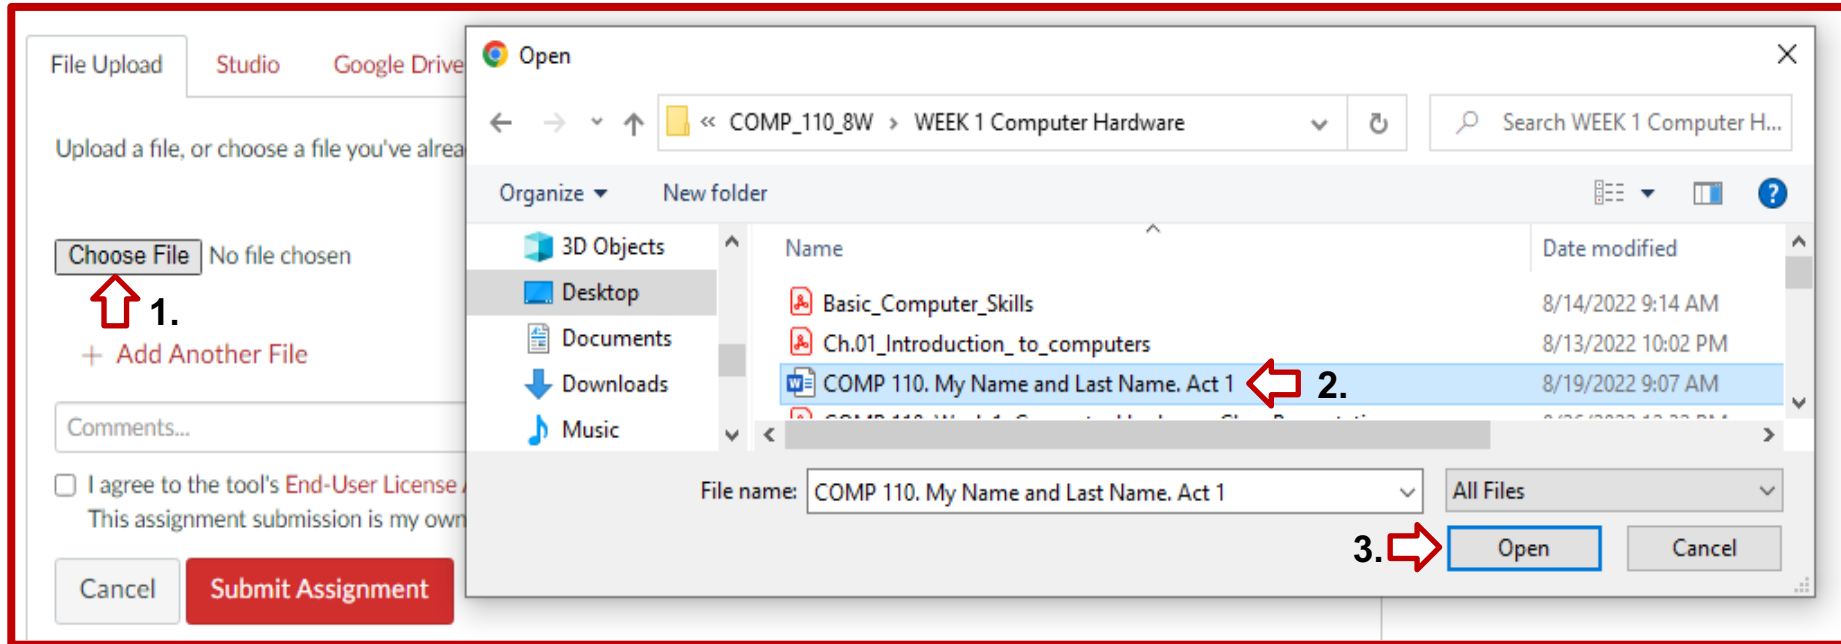 File Upload
Studio
Google Drive
Upload a file, or choose a file you've alrea
Choose File No file chosen
1.
+ Add Another File
Comments...
I agree to the tool's End-User License
This assignment submission is my own
Cancel
Submit Assignment
Open
« COMP_110_8W › WEEK 1 Computer Hardware
Search WEEK 1 Computer H...
Organize
New folder
?
3D Objects
Desktop
Documents
Downloads
Music
Name
Date modified
Basic_Computer_Skills
8/14/2022 9:14 AM
Ch.01_Introduction_ to_computers
8/13/2022 10:02 PM
COMP 110. My Name and Last Name. Act 1
2.
8/19/2022 9:07 AM
File name:
COMP 110. My Name and Last Name. Act 1
All Files
3.
Open
Cancel